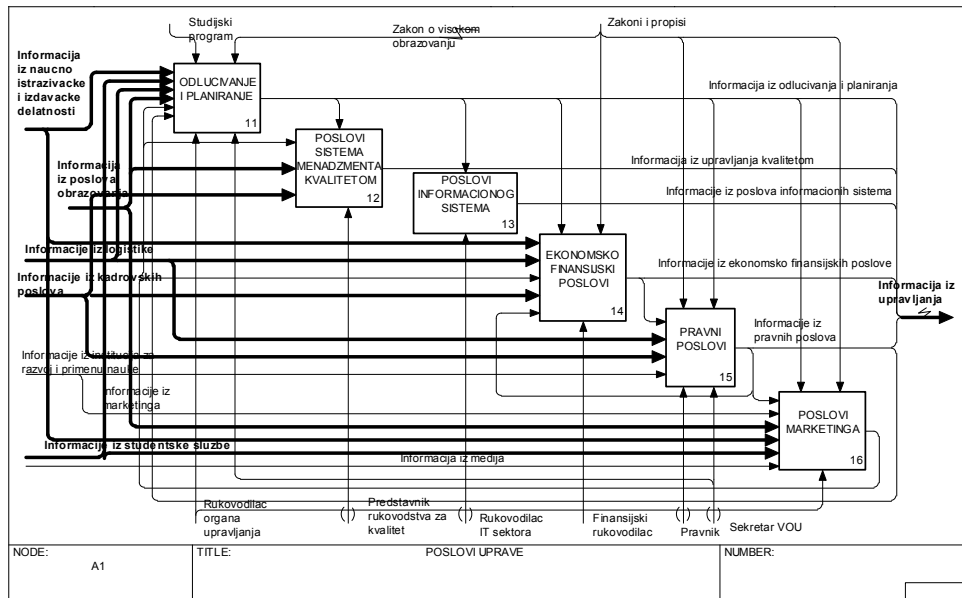 Studijski
program
Zakon o visokom
obrazovanju
Zakoni i propisi
Informacija
iz naucno
istrazivacke
i izdavacke
delatnosti
ODLUCIVANJE
I PLANIRANJE
11
Informacija iz odlucivanja i planiranja
POSLOVI
SISTEMA
MENADZMENTA
KVALITETOM
12
Informacija iz upravljanja kvalitetom
Informacija
iz poslova
obrazovanja
POSLOVI
INFORMACIONOG
SISTEMA
13
Informacije iz poslova informacionih sistema
Informacije iz logistike
EKONOMSKO
FINANSIJSKI
POSLOVI
14
Informacije iz ekonomsko finansijskih poslove
Informacije iz kadrovskih
poslova
Informacija iz
upravljanja
PRAVNI
POSLOVI
15
Informacije iz
pravnih poslova
Informacije iz instituta za
razvoj i primenu nauke
Informacije iz
marketinga
POSLOVI
MARKETINGA
16
Informacije iz studentske sluzbe
Informacija iz medija
Rukovodilac
organa
upravljanja
Predstavnik
rukovodstva za
kvalitet
Rukovodilac
IT sektora
Finansijski
rukovodilac
Pravnik
Sekretar VOU
NODE:
A1
TITLE:
POSLOVI UPRAVE
NUMBER: